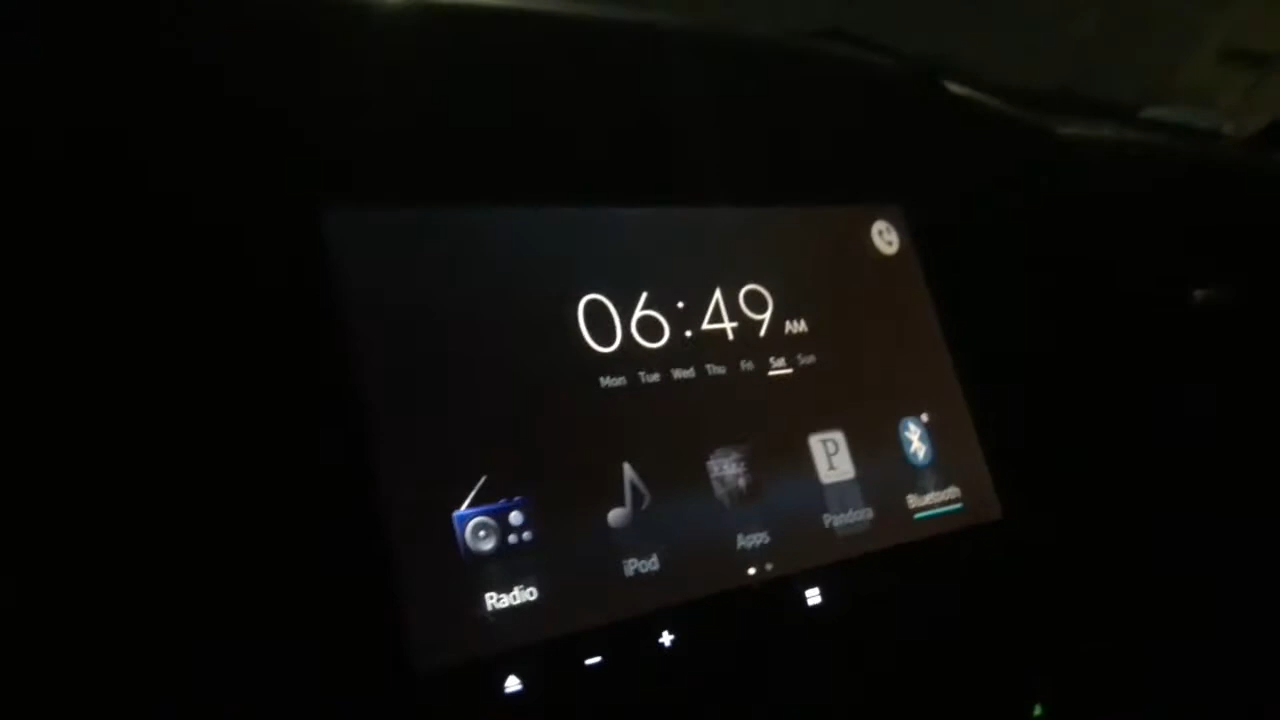 06:49 AM
Mon Tue Wed Thu Fri Sat Sun
P
Radio iPod Apps Pandora Bluetooth